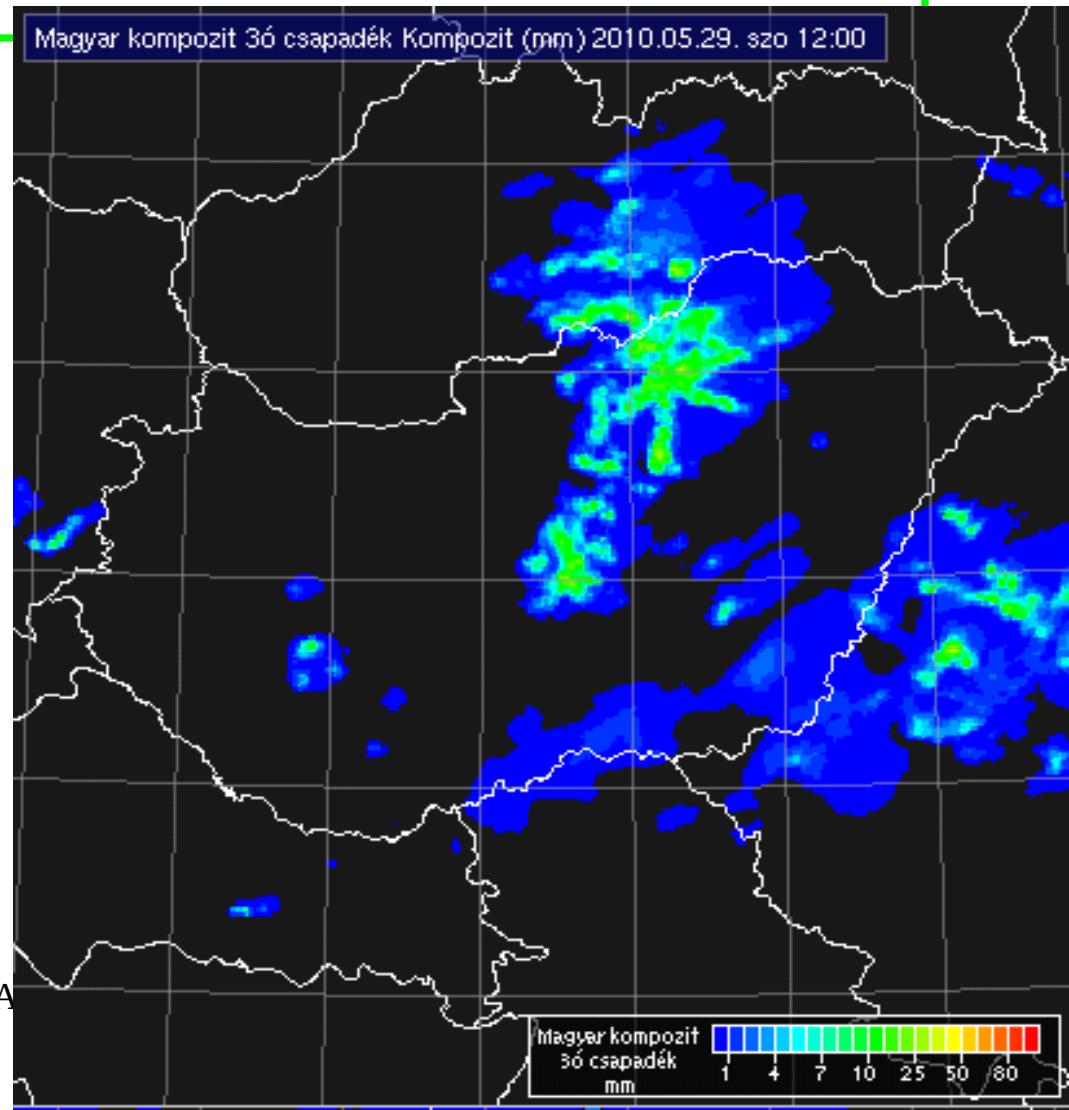 Magyar kompozit 3ó csapadék Kompozit (mm) 2010.05.29. szo 12:00
A
Magyar kompozit
3ó csapadék
mm
1 4 7 10 25 50 80